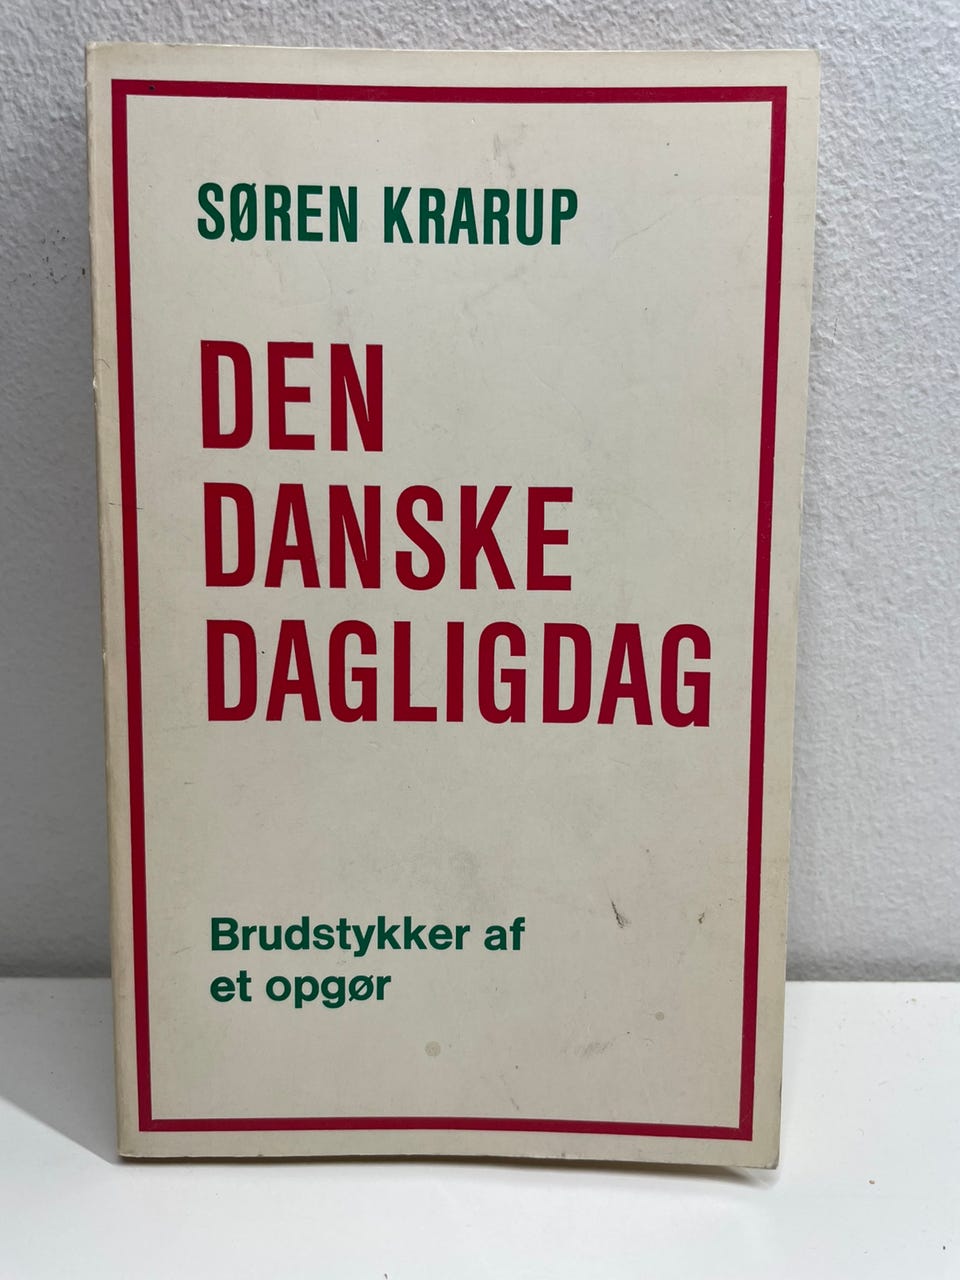 SØREN KRARUP
DEN
DANSKE
DAGLIGDAG
Brudstykker af
et opgør